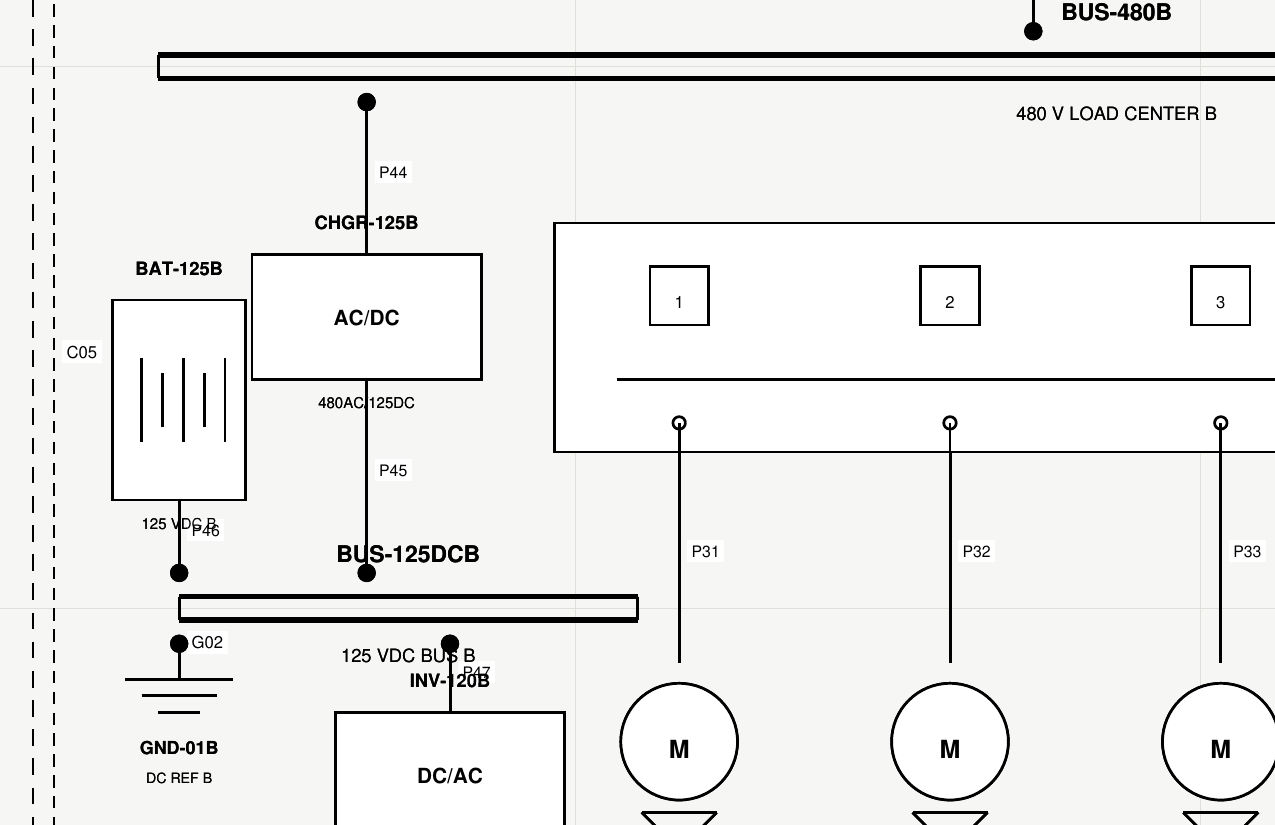 BUS-480B
480 V LOAD CENTER B
P44
CHGR-125B
BAT-125B
AC/DC
1
2
3
C05
480AC/125DC
P45
125 VDC B
P46
BUS-125DCB
P31
P32
P33
G02
125 VDC BUS B
P47
INV-120B
GND-01B
DC REF B
DC/AC
M
M
M